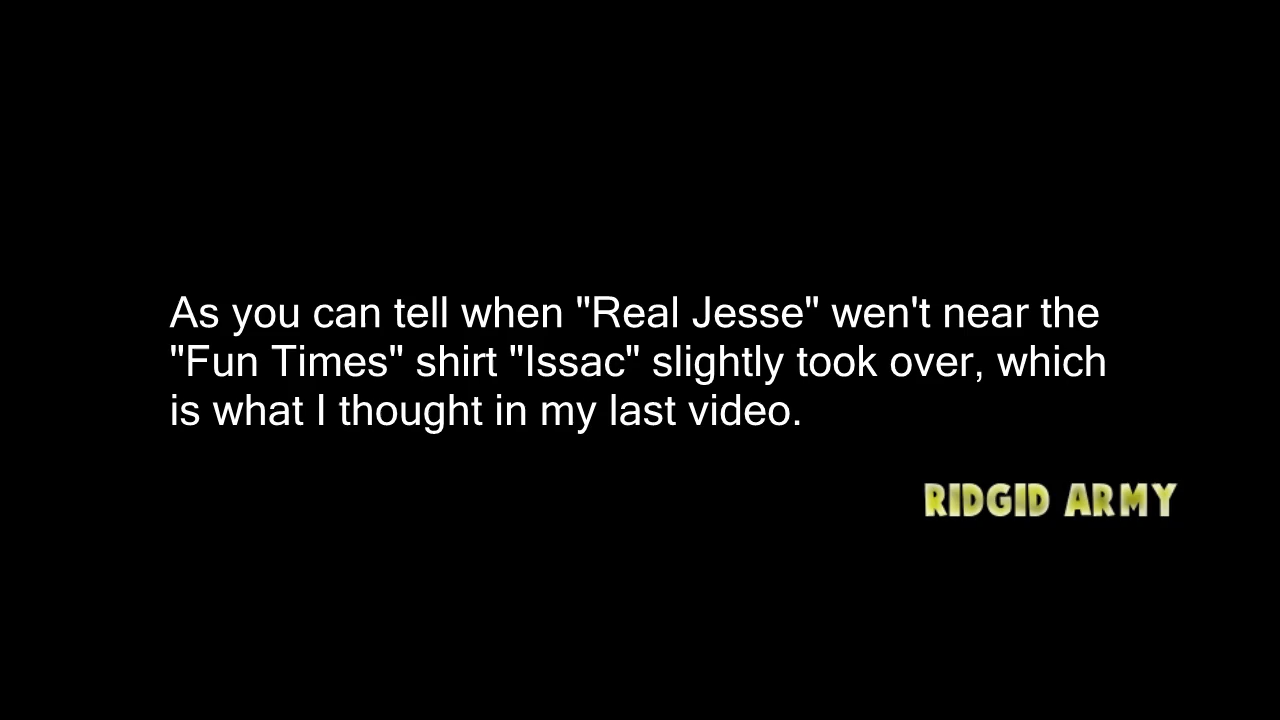 As you can tell when "Real Jesse" wen't near the
"Fun Times" shirt "Issac" slightly took over, which
is what I thought in my last video.
RIDGID ARMY